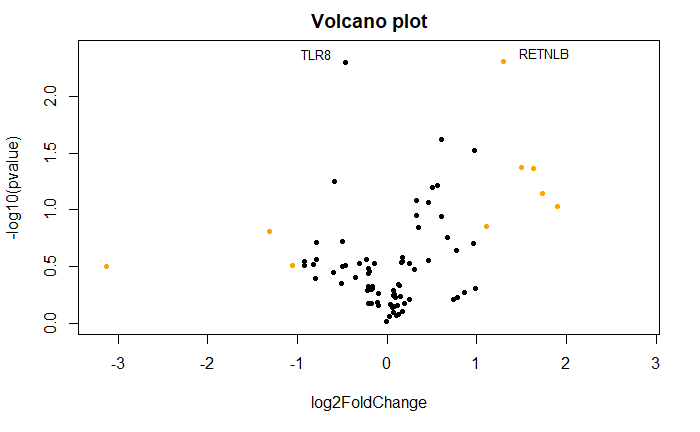 Volcano plot
TLR8
RETNLB
2.0
1.5
1.0
0.5
0.0
-log10(pvalue)
-3 -2 -1 0 1 2 3
log2FoldChange